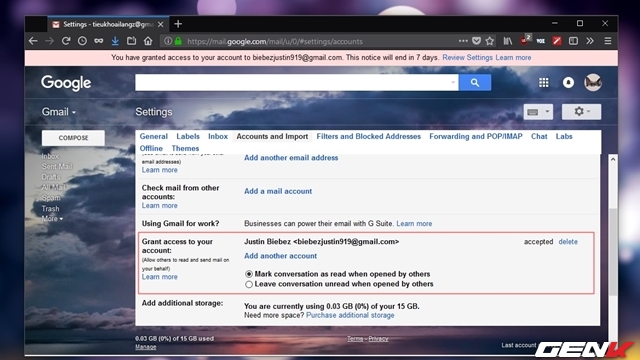 Settings - tieukhoailangz@gma
https://mail.google.com/mail/u/0/#settings/accounts
You have granted access to your account to biebezjustin919@gmail.com. This notice will end in 7 days. Review Settings Learn more
Google
Gmail
Settings
COMPOSE
General Labels Inbox Accounts and Import Filters and Blocked Addresses Forwarding and POP/IMAP Chat Labs
Offline Themes
Inbox
Sent Mail
Drafts
All Mail
Spam
Trash
More
email addresses)
Learn more
Add another email address
Check mail from other
accounts:
Learn more
Add a mail account
Using Gmail for work?
Businesses can power their email with G Suite. Learn more
Grant access to your
account:
(Allow others to read and send mail on
your behalf)
Learn more
Justin Biebez <biebezjustin919@gmail.com> accepted delete
Add another account
Mark conversation as read when opened by others
Leave conversation unread when opened by others
Add additional storage:
You are currently using 0.03 GB (0%) of your 15 GB.
Need more space? Purchase additional storage
0.03 GB (0%) of 15 GB used
Manage
Terms - Privacy
Last account
GENK